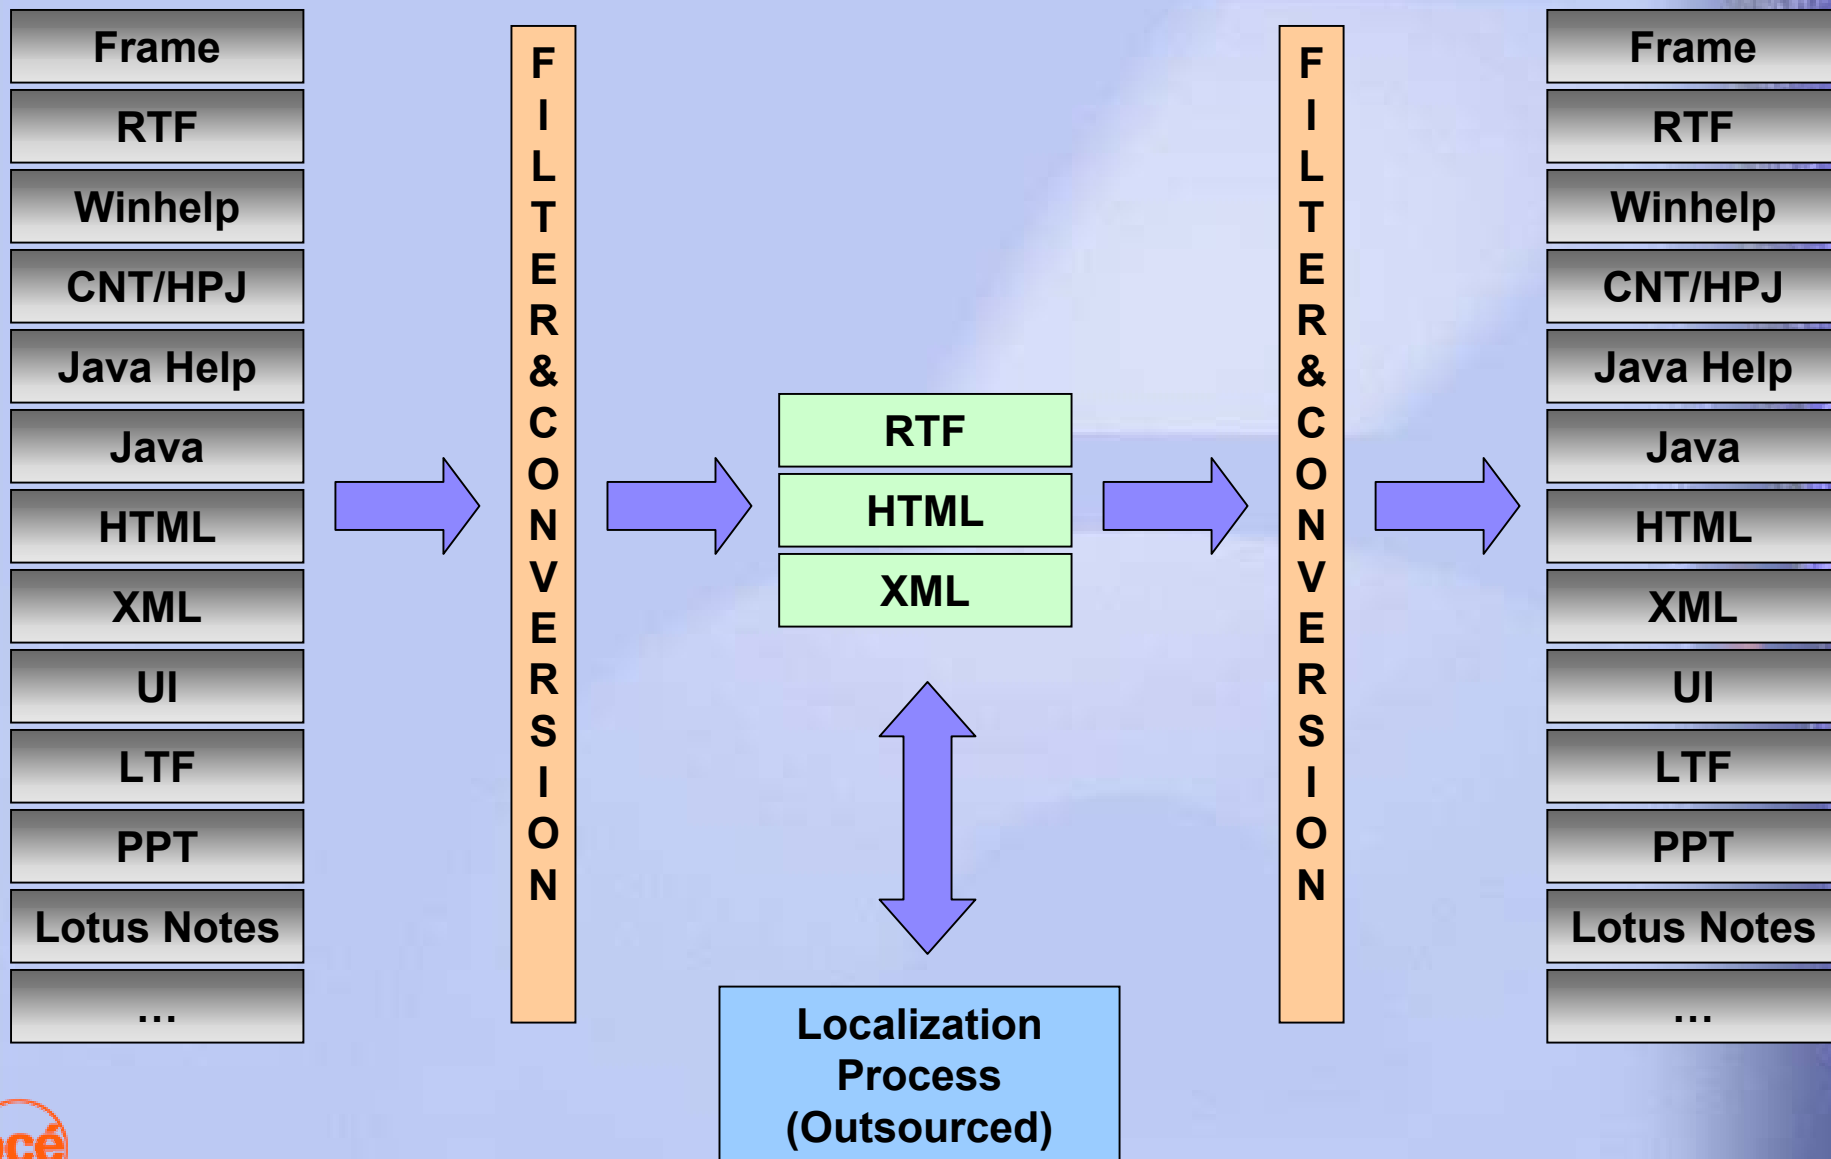 Frame
RTF
Winhelp
CNT/HPJ
Java Help
Java
HTML
XML
UI
LTF
PPT
Lotus Notes
…
FILTER&CONVERSION
RTF
HTML
XML
Localization
Process
(Outsourced)
FILTER&CONVERSION
Frame
RTF
Winhelp
CNT/HPJ
Java Help
Java
HTML
XML
UI
LTF
PPT
Lotus Notes
…